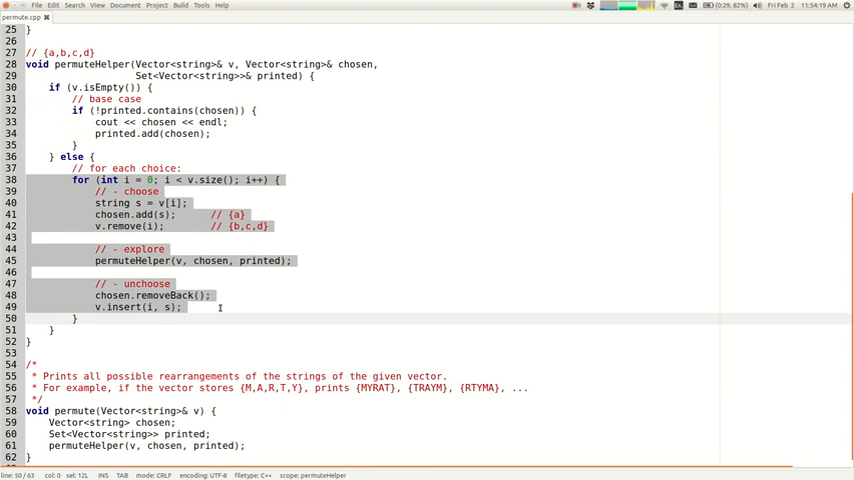 File Edit Search View Document Project Build Tools Help
(0:29, 82%) Fri Feb 2 11:54:19 AM
permute.cpp
25 }
26
27 // {a,b,c,d}
28 void permuteHelper(Vector<string>& v, Vector<string>& chosen,
29 Set<Vector<string>>& printed) {
30 if (v.isEmpty()) {
31 // base case
32 if (!printed.contains(chosen)) {
33 cout << chosen << endl;
34 printed.add(chosen);
35 }
36 } else {
37 // for each choice:
38 for (int i = 0; i < v.size(); i++) {
39 // - choose
40 string s = v[i];
41 chosen.add(s); // {a}
42 v.remove(i); // {b,c,d}
43
44 // - explore
45 permuteHelper(v, chosen, printed);
46
47 // - unchoose
48 chosen.removeBack();
49 v.insert(i, s);
50 }
51 }
52 }
53
54 /*
55 * Prints all possible rearrangements of the strings of the given vector.
56 * For example, if the vector stores {M,A,R,T,Y}, prints {MYRAT}, {TRAYM}, {RTYMA}, ...
57 */
58 void permute(Vector<string>& v) {
59 Vector<string> chosen;
60 Set<Vector<string>> printed;
61 permuteHelper(v, chosen, printed);
62 }
line: 50 / 63 col: 0 sel: 12L INS TAB mode: CRLF encoding: UTF-8 filetype: C++ scope: permuteHelper